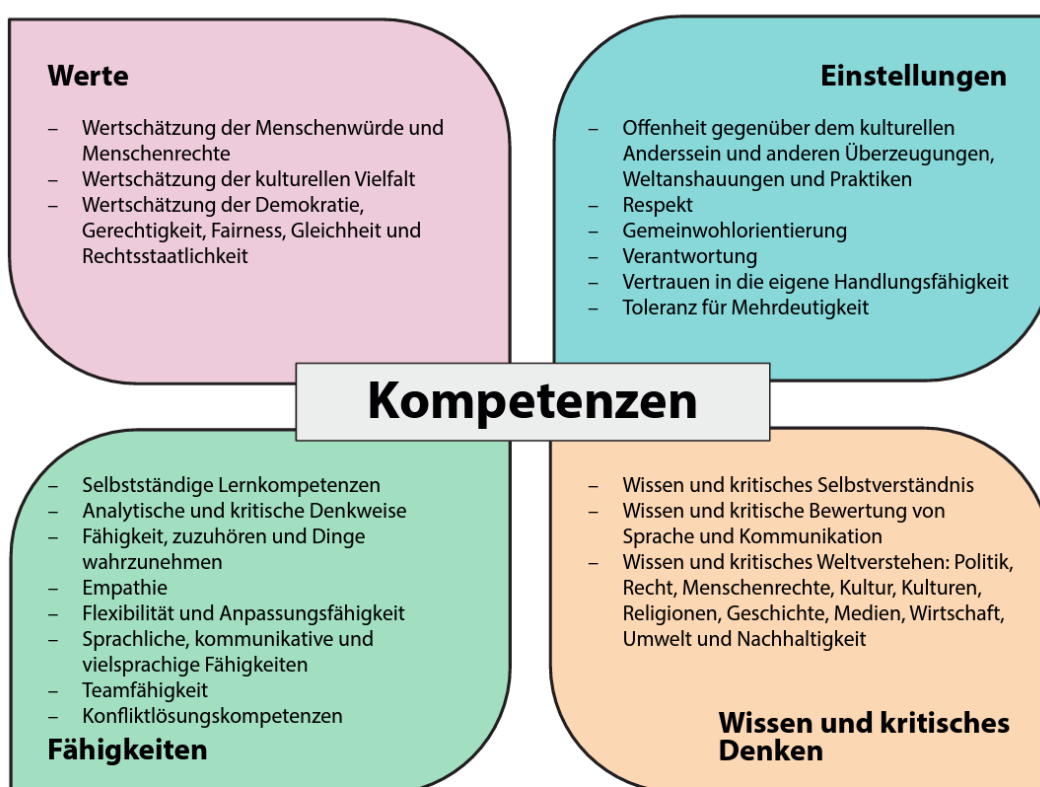 Werte
– Wertschätzung der Menschenwürde und
Menschenrechte
– Wertschätzung der kulturellen Vielfalt
– Wertschätzung der Demokratie,
Gerechtigkeit, Fairness, Gleichheit und
Rechtsstaatlichkeit
Einstellungen
– Offenheit gegenüber dem kulturellen
Anderssein und anderen Überzeugungen,
Weltanshauungen und Praktiken
– Respekt
– Gemeinwohlorientierung
– Verantwortung
– Vertrauen in die eigene Handlungsfähigkeit
– Toleranz für Mehrdeutigkeit
Kompetenzen
– Selbstständige Lernkompetenzen
– Analytische und kritische Denkweise
– Fähigkeit, zuzuhören und Dinge
wahrzunehmen
– Empathie
– Flexibilität und Anpassungsfähigkeit
– Sprachliche, kommunikative und
vielsprachige Fähigkeiten
– Teamfähigkeit
– Konfliktlösungskompetenzen
Fähigkeiten
– Wissen und kritisches Selbstverständnis
– Wissen und kritische Bewertung von
Sprache und Kommunikation
– Wissen und kritisches Weltverstehen: Politik,
Recht, Menschenrechte, Kultur, Kulturen,
Religionen, Geschichte, Medien, Wirtschaft,
Umwelt und Nachhaltigkeit
Wissen und kritisches
Denken